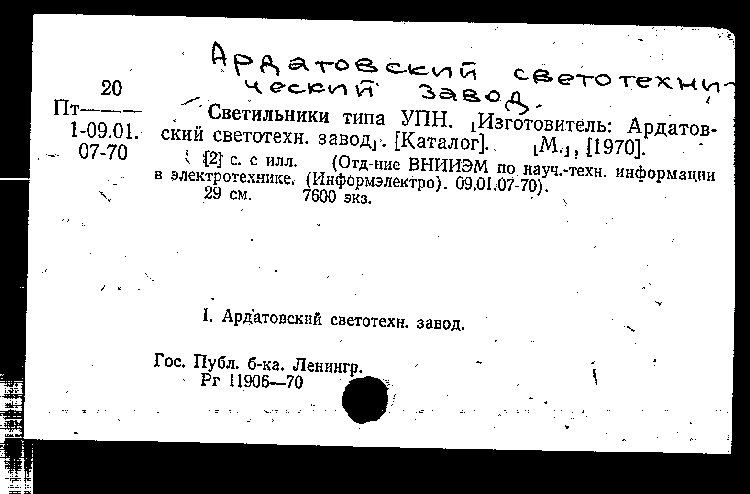 Ардатовский светотехни-
ческий завод.
20
Пт———
1-09.01.
07-70
Светильники типа УПН. [Изготовитель: Ардатов-
ский светотехн. завод]. [Каталог]. [М.], [1970].
[2] с. с илл. (Отд-ние ВНИИЭМ по науч.-техн. информации
в электротехнике. (Информэлектро). 09.01.07-70).
29 см. 7600 экз.
I. Ардатовский светотехн. завод.
Гос. Публ. б-ка. Ленингр.
Рг 11906—70